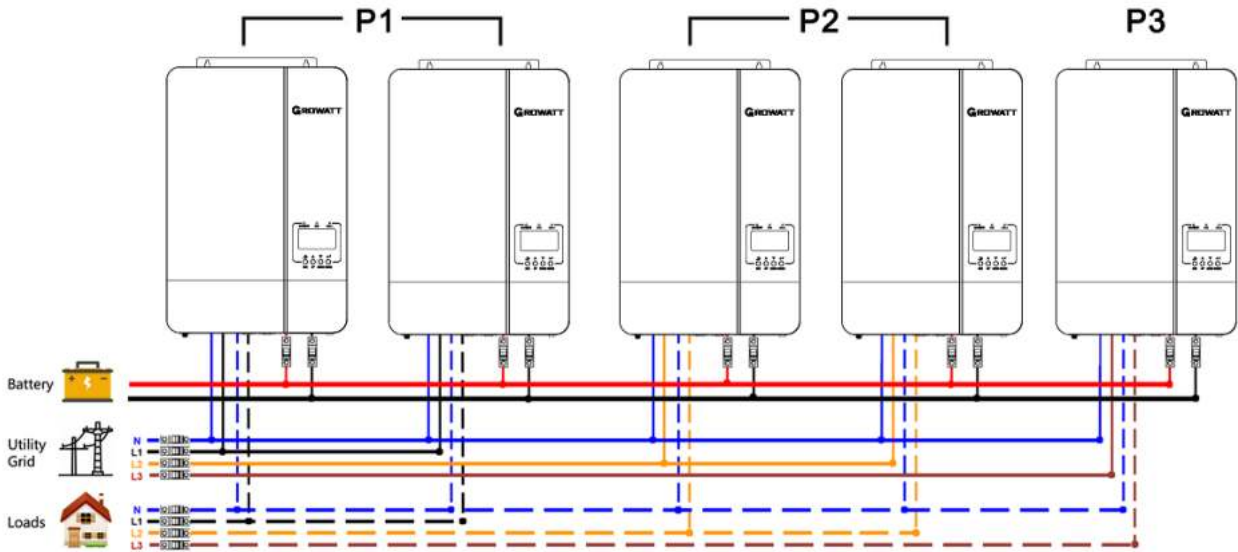 P1 P2 P3
GROWATT GROWATT GROWATT GROWATT GROWATT
Battery
Utility
Grid
N
L1
L2
L3
Loads
N
L1
L2
L3